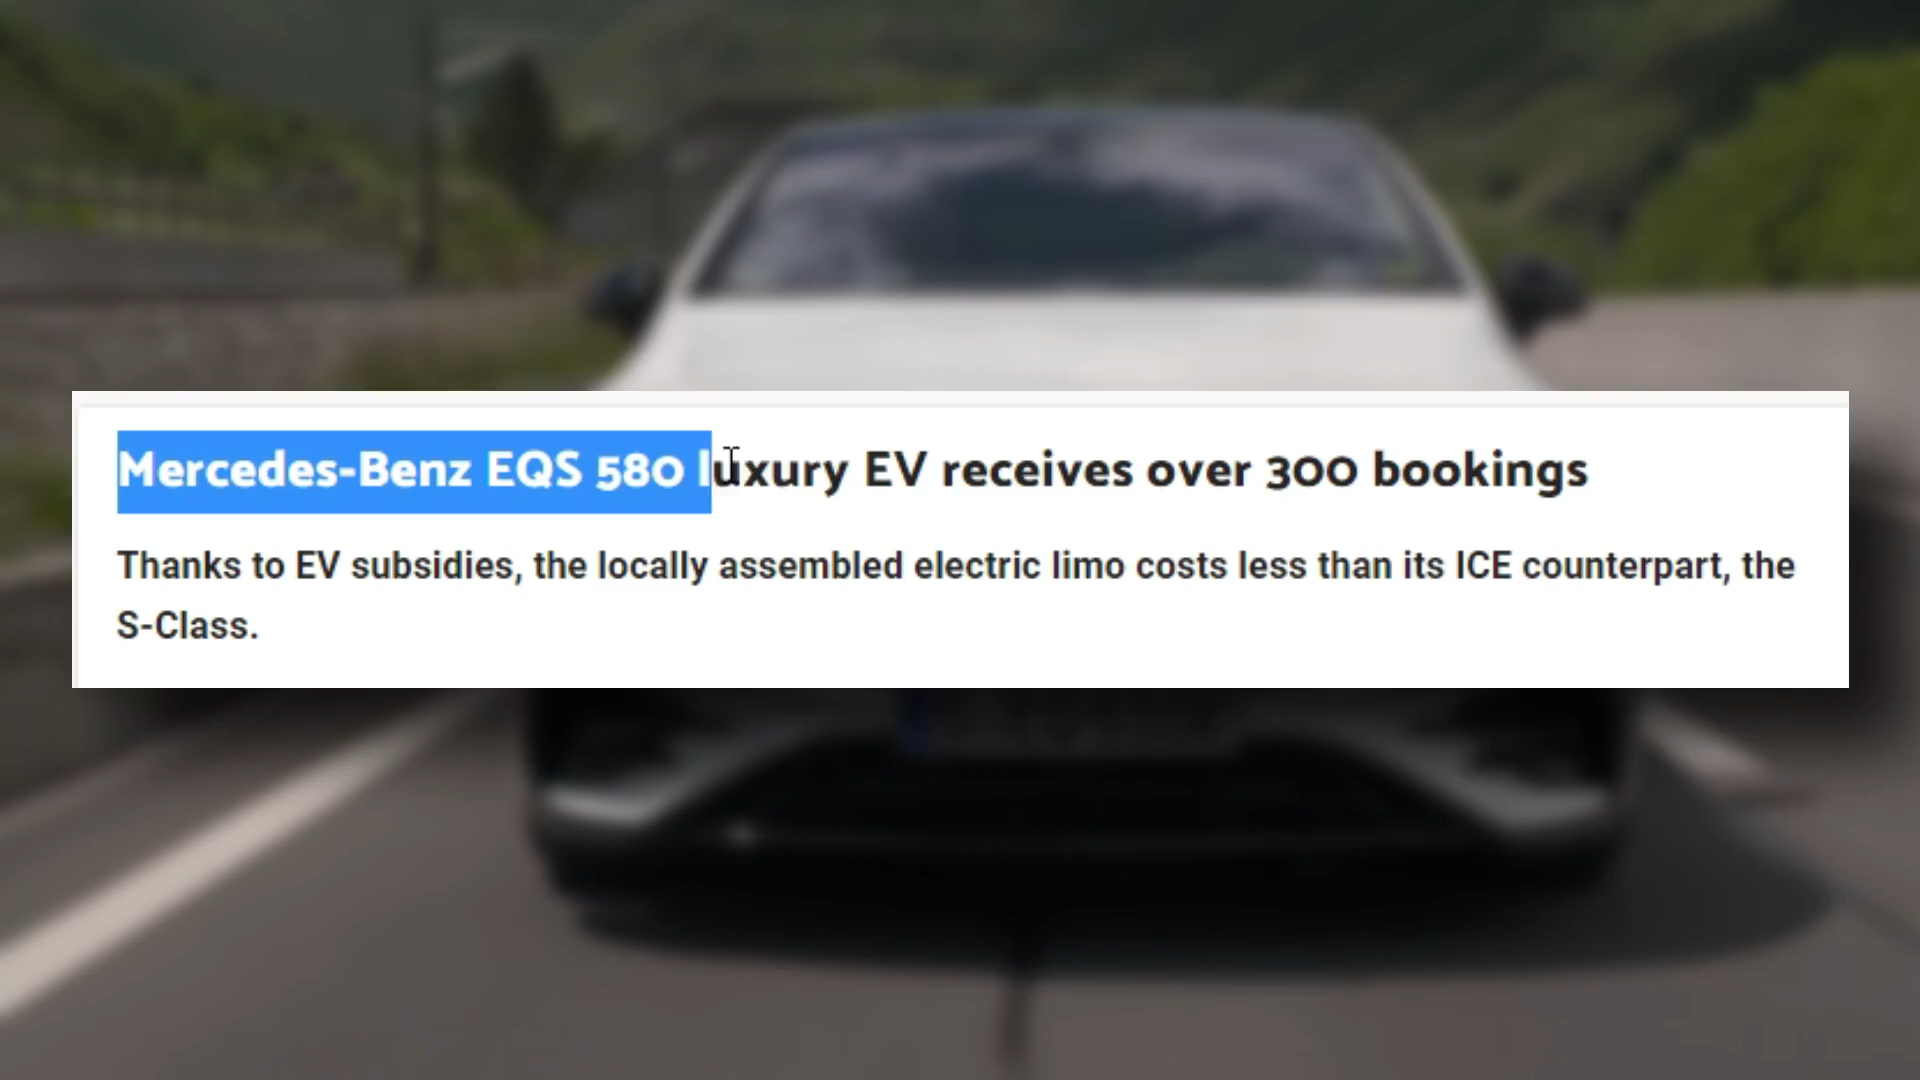 Mercedes-Benz EQS 580 luxury EV receives over 300 bookings
Thanks to EV subsidies, the locally assembled electric limo costs less than its ICE counterpart, the
S-Class.